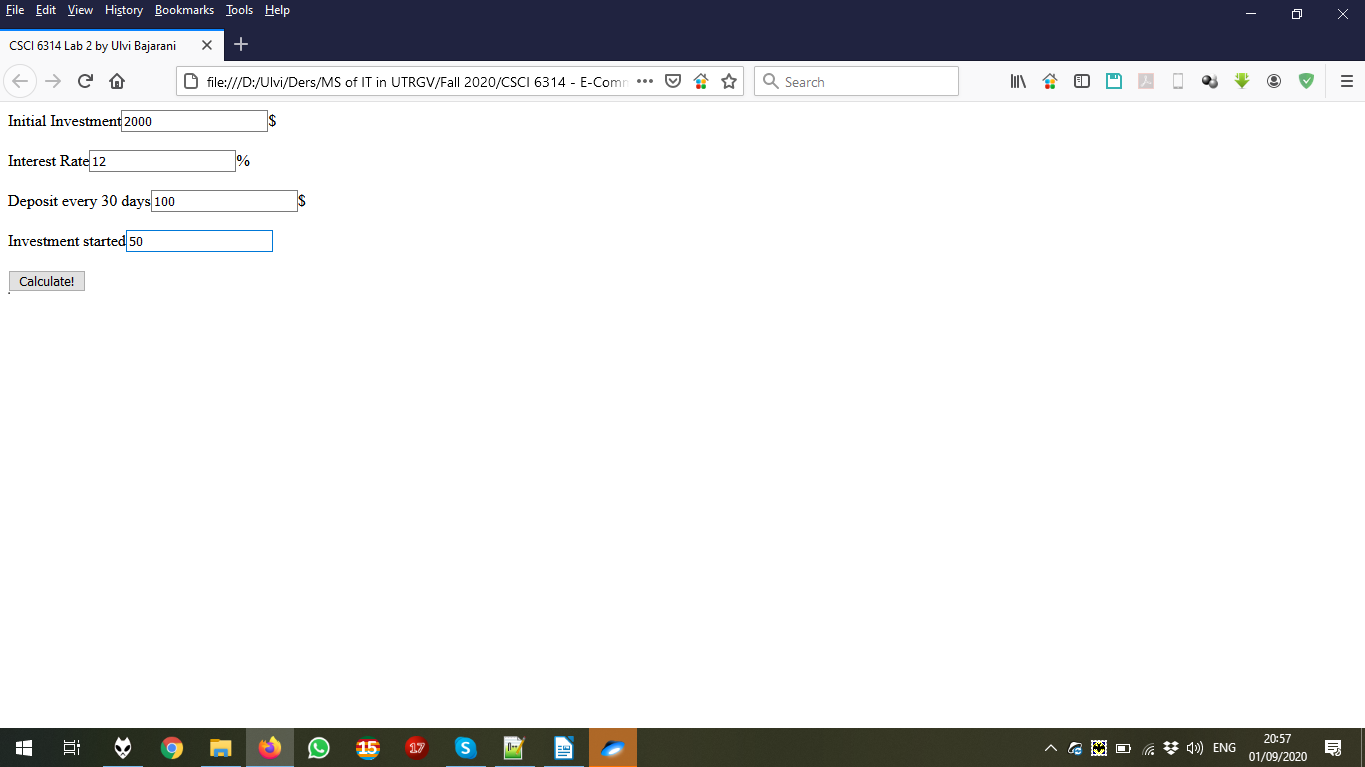 File Edit View History Bookmarks Tools Help
CSCI 6314 Lab 2 by Ulvi Bajarani
file:///D:/Ulvi/Ders/MS of IT in UTRGV/Fall 2020/CSCI 6314 - E-Comm
Search
Initial Investment 2000 $
Interest Rate 12 %
Deposit every 30 days 100 $
Investment started 50
Calculate!
15 17 ENG 20:57
01/09/2020